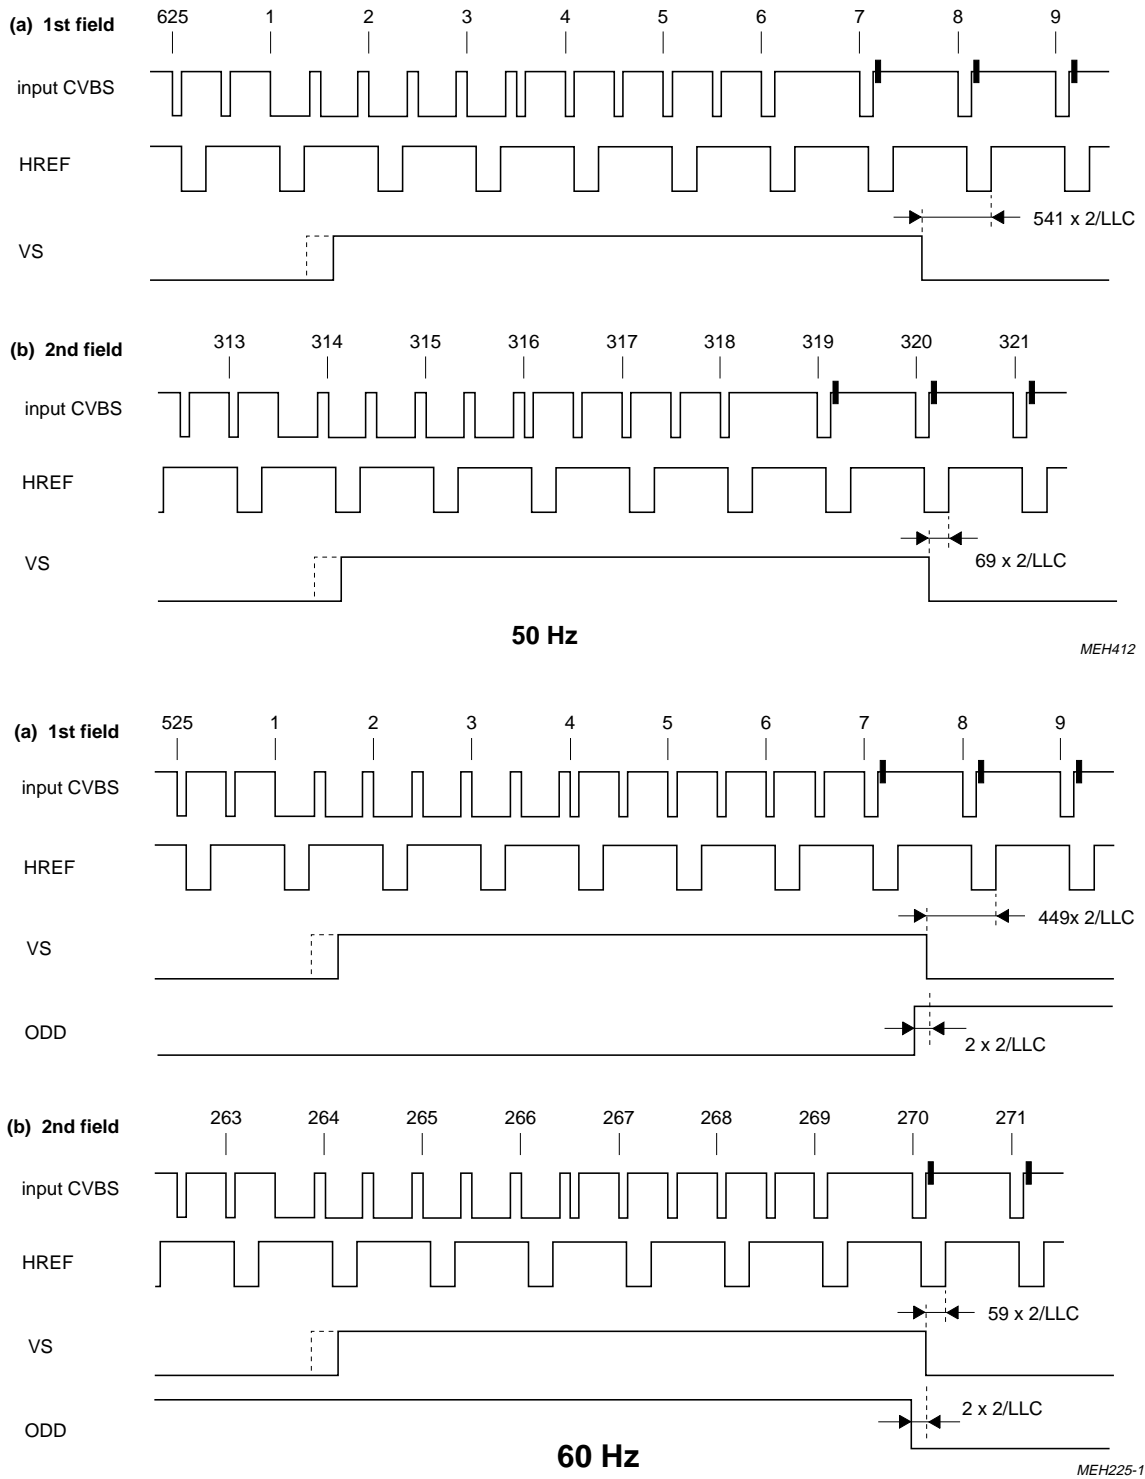 (a) 1st field 625 1 2 3 4 5 6 7 8 9
input CVBS
HREF
541 x 2/LLC
VS
(b) 2nd field 313 314 315 316 317 318 319 320 321
input CVBS
HREF
VS 69 x 2/LLC
50 Hz
MEH412
(a) 1st field 525 1 2 3 4 5 6 7 8 9
input CVBS
HREF
449x 2/LLC
VS
ODD 2 x 2/LLC
(b) 2nd field 263 264 265 266 267 268 269 270 271
input CVBS
HREF
59 x 2/LLC
VS
2 x 2/LLC
ODD
60 Hz
MEH225-1